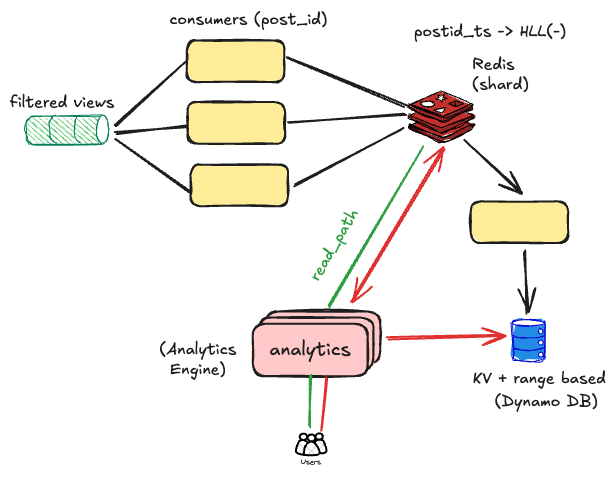 consumers (post_id)
postid_ts -> HLL(-)
Redis
(shard)
filtered views
read_path
(Analytics
Engine)
analytics
KV + range based
(Dynamo DB)
Users